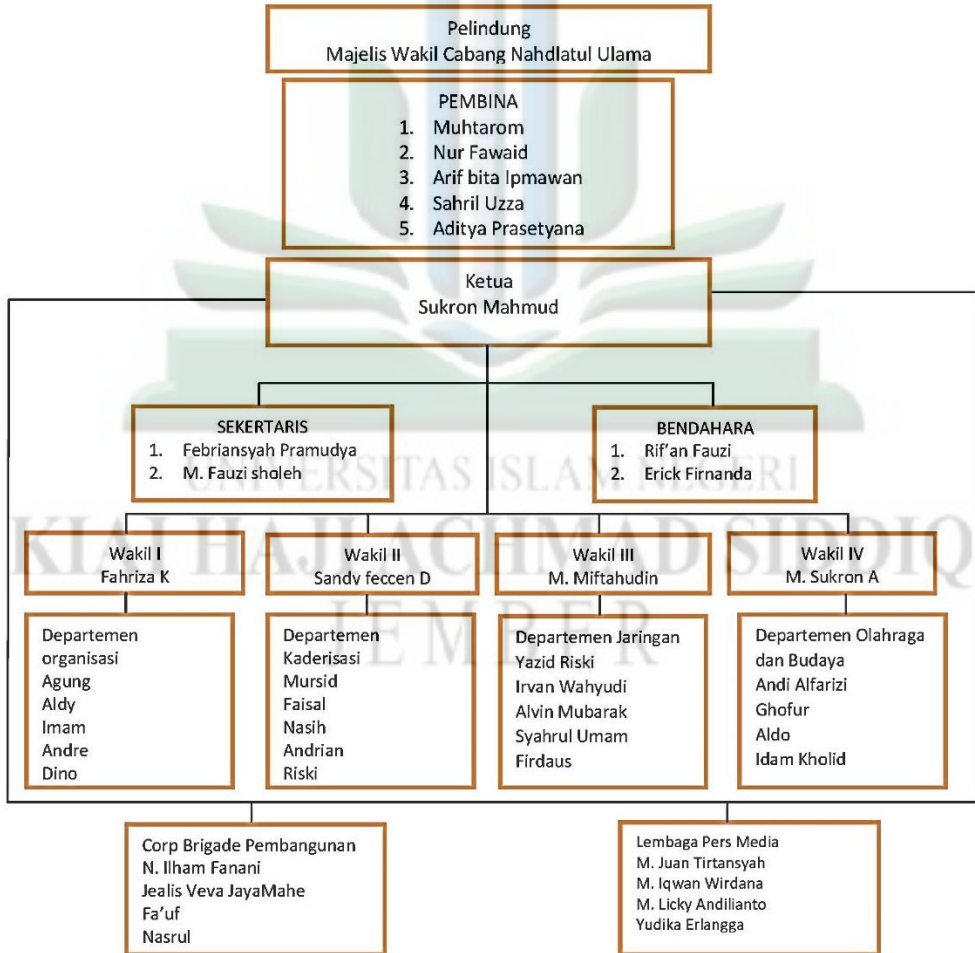 Pelindung
Majelis Wakil Cabang Nahdlatul Ulama
PEMBINA
1. Muhtarom
2. Nur Fawaid
3. Arif bita Ipmawan
4. Sahril Uzza
5. Aditya Prasetyana
Ketua
Sukron Mahmud
SEKERTARIS
1. Febriansyah Pramudya
2. M. Fauzi sholeh
BENDAHARA
1. Rif'an Fauzi
2. Erick Firnanda
UNIVERSITAS ISLAM NEGERI
KIAI HAJI ACHMAD SIDDIQ
JEMBER
Wakil I
Fahriza K
Wakil II
Sandy feccen D
Wakil III
M. Miftahudin
Wakil IV
M. Sukron A
Departemen
organisasi
Agung
Aldy
Imam
Andre
Dino
Departemen
Kaderisasi
Mursid
Faisal
Nasih
Andrian
Riski
Departemen Jaringan
Yazid Riski
Irvan Wahyudi
Alvin Mubarak
Syahrul Umam
Firdaus
Departemen Olahraga
dan Budaya
Andi Alfarizi
Ghofur
Aldo
Idam Kholid
Corp Brigade Pembangunan
N. Ilham Fanani
Jealis Veva JayaMahe
Fa'uf
Nasrul
Lembaga Pers Media
M. Juan Tirtansyah
M. Iqwan Wirdana
M. Licky Andilianto
Yudika Erlangga